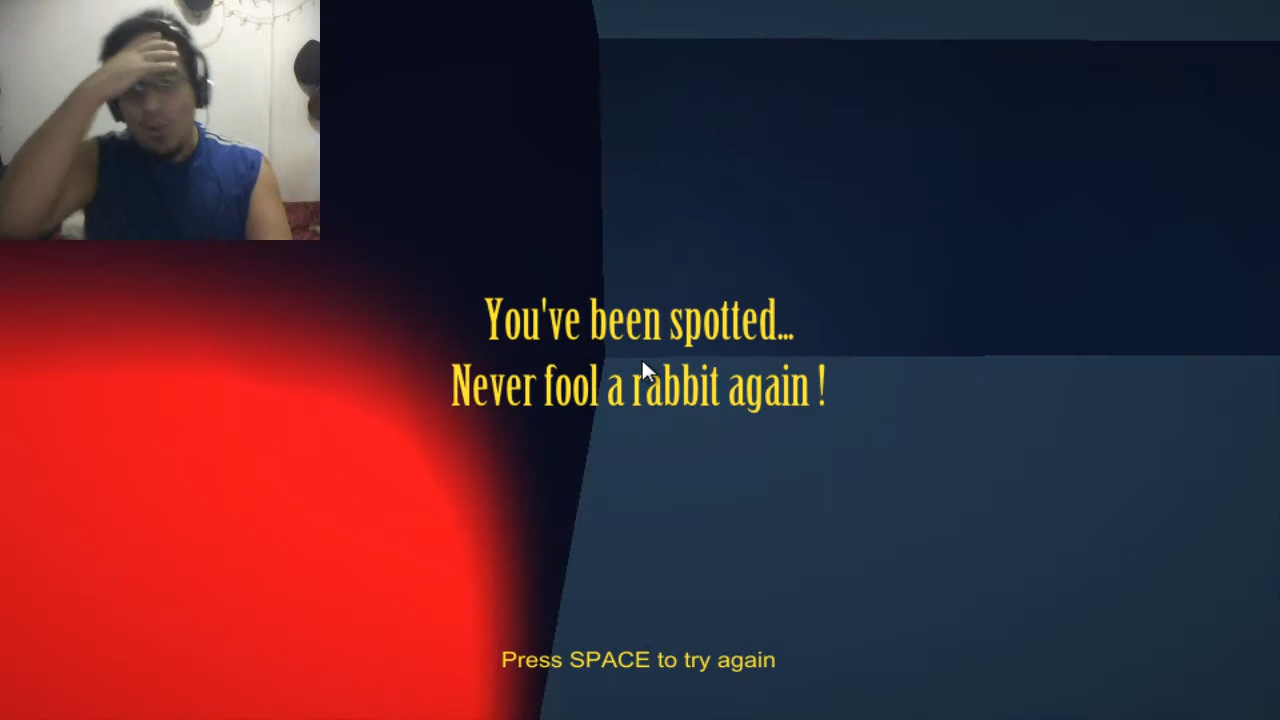 You've been spotted...
Never fool a rabbit again !
Press SPACE to try again